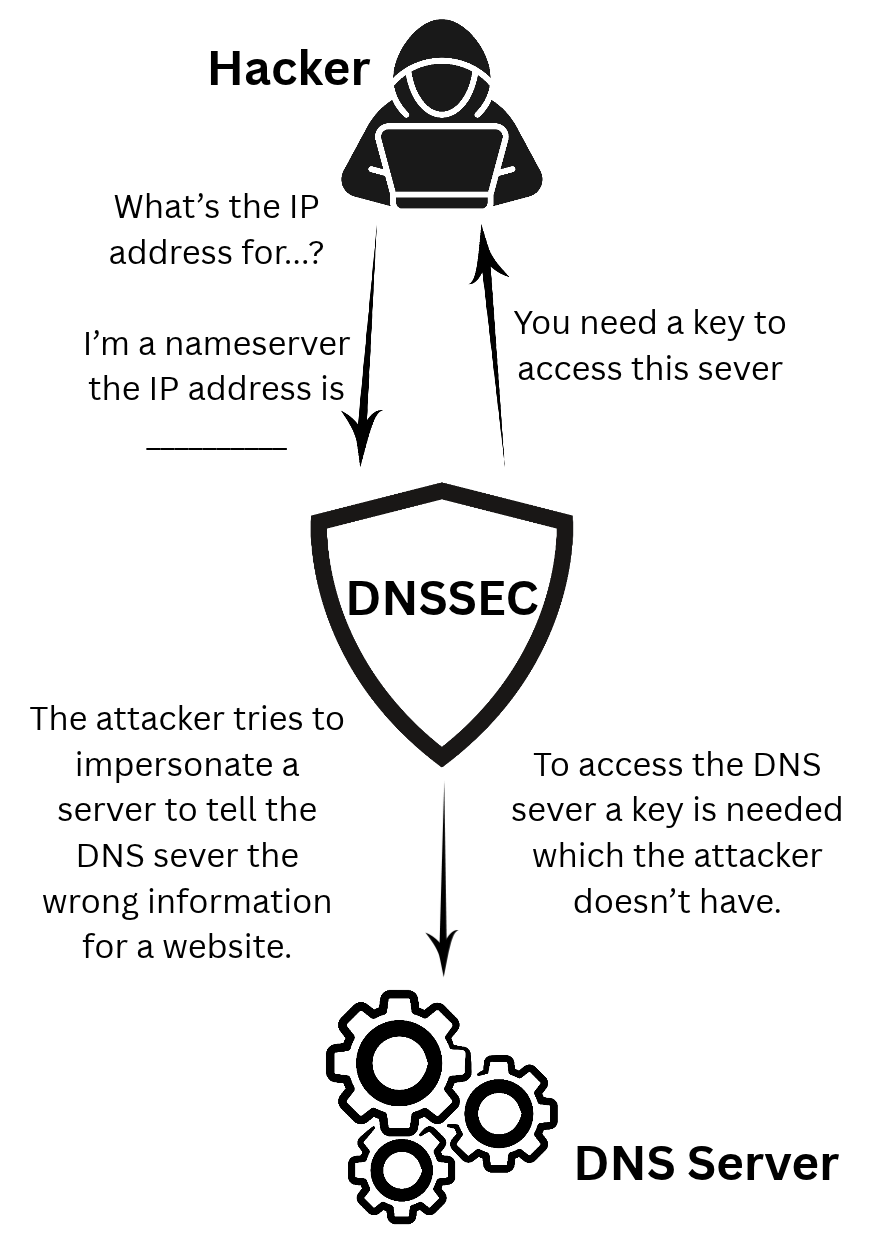 Hacker
What's the IP
address for...?
I'm a nameserver
the IP address is
__________
You need a key to
access this sever
DNSSEC
The attacker tries to
impersonate a
server to tell the
DNS sever the
wrong information
for a website.
To access the DNS
sever a key is needed
which the attacker
doesn't have.
DNS Server